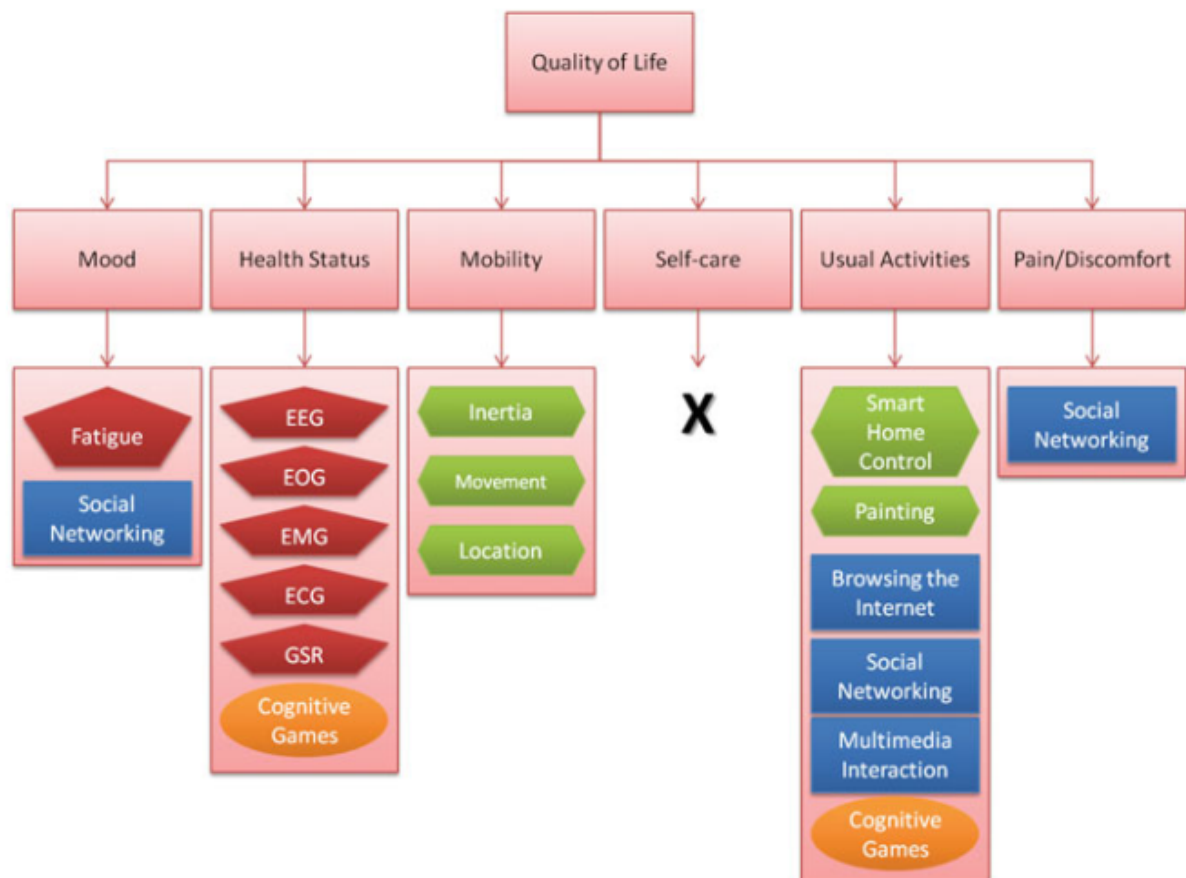 Quality of Life
Mood
Health Status
Mobility
Self-care
Usual Activities
Pain/Discomfort
Fatigue
Social
Networking
EEG
EOG
EMG
ECG
GSR
Cognitive
Games
Inertia
Movement
Location
X
Smart
Home
Control
Painting
Browsing the
Internet
Social
Networking
Multimedia
Interaction
Cognitive
Games
Social
Networking